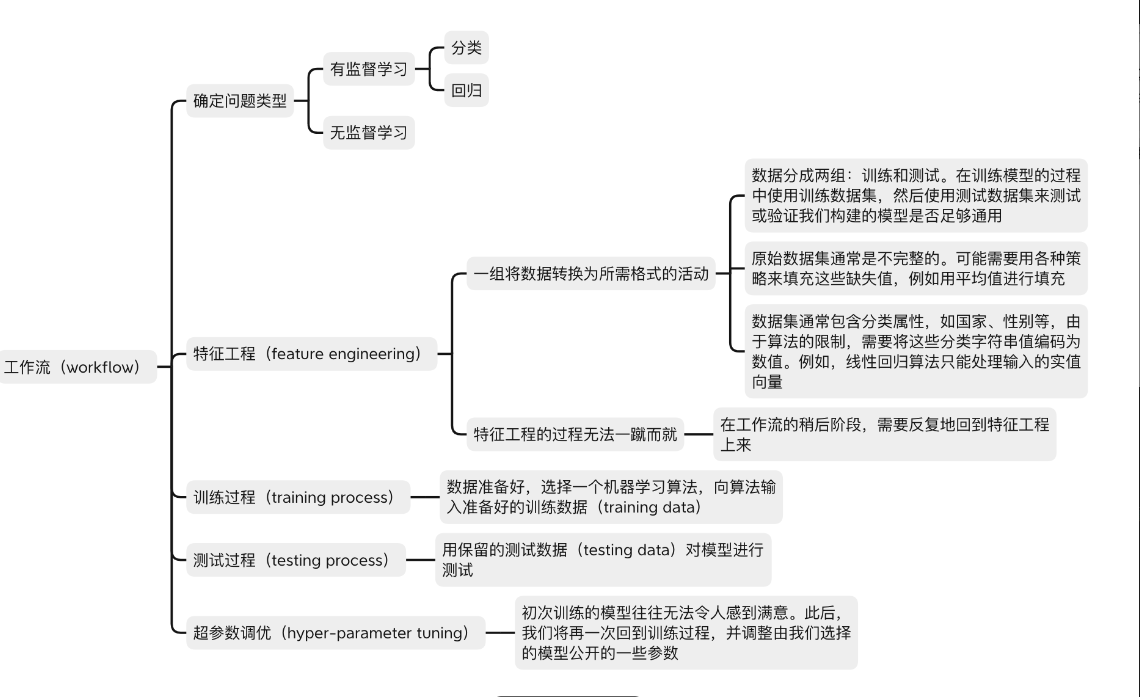 工作流（workflow）
确定问题类型
有监督学习
分类
回归
无监督学习
特征工程（feature engineering）
一组将数据转换为所需格式的活动
数据分成两组：训练和测试。在训练模型的过程
中使用训练数据集，然后使用测试数据集来测试
或验证我们构建的模型是否足够通用
原始数据集通常是不完整的。可能需要用各种策
略来填充这些缺失值，例如用平均值进行填充
数据集通常包含分类属性，如国家、性别等，由
于算法的限制，需要将这些分类字符串值编码为
数值。例如，线性回归算法只能处理输入的实值
向量
特征工程的过程无法一蹴而就
在工作流的稍后阶段，需要反复地回到特征工程
上来
训练过程（training process）
数据准备好，选择一个机器学习算法，向算法输
入准备好的训练数据（training data）
测试过程（testing process）
用保留的测试数据（testing data）对模型进行
测试
超参数调优（hyper-parameter tuning）
初次训练的模型往往无法令人感到满意。此后，
我们将再一次回到训练过程，并调整由我们选择
的模型公开的一些参数